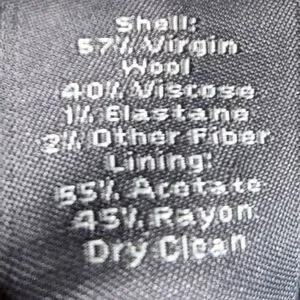 Shell:
57% Virgin
Wool
40% Viscose
1% Elastane
2% Other Fiber
Lining:
55% Acetate
45% Rayon
Dry Clean